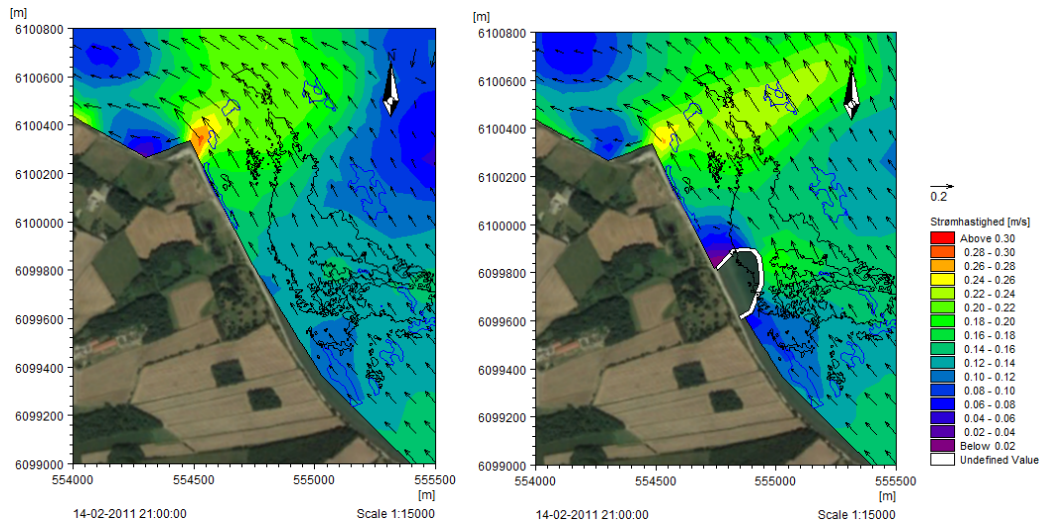 [m]
6100800
6100600
6100400
6100200
6100000
6099800
6099600
6099400
6099200
6099000
554000
554500
555000
555500
[m]
14-02-2011 21:00:00
Scale 1:15000
[m]
6100800
6100600
6100400
6100200
6100000
6099800
6099600
6099400
6099200
6099000
554000
554500
555000
555500
[m]
14-02-2011 21:00:00
Scale 1:15000
0.2
Strømhastighed [m/s]
Above 0.30
0.28 - 0.30
0.26 - 0.28
0.24 - 0.26
0.22 - 0.24
0.20 - 0.22
0.18 - 0.20
0.16 - 0.18
0.14 - 0.16
0.12 - 0.14
0.10 - 0.12
0.08 - 0.10
0.06 - 0.08
0.04 - 0.06
0.02 - 0.04
Below 0.02
Undefined Value